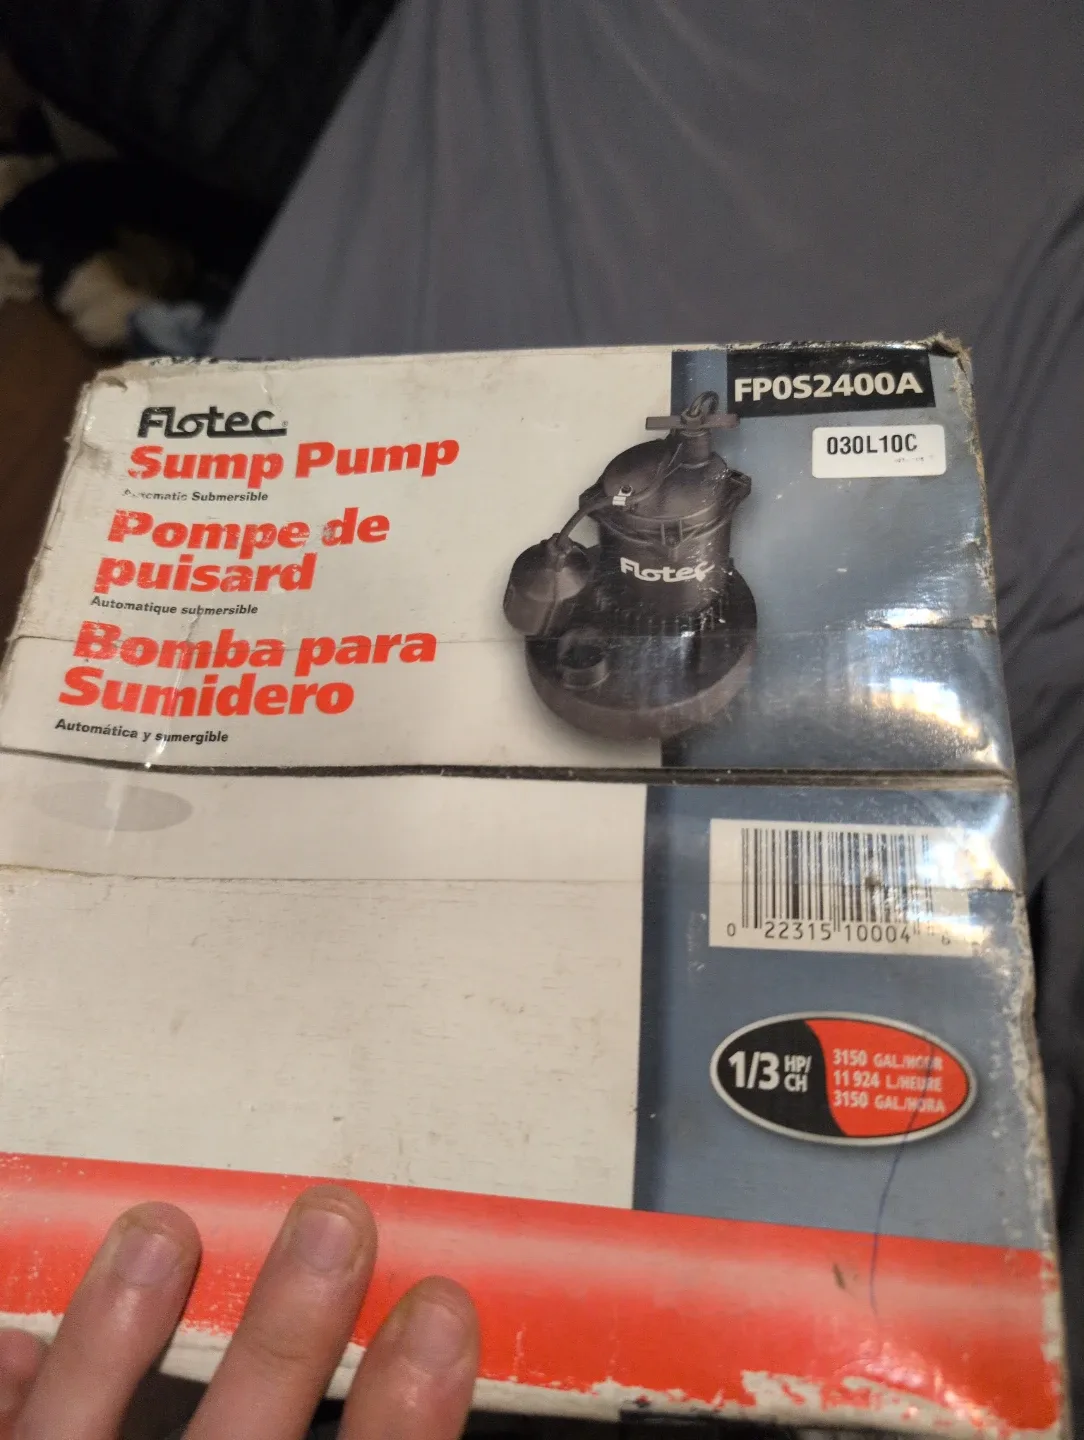 Flotec
Sump Pump
Automatic Submersible
Pompe de
puisard
Automatique submersible
Bomba para
Sumidero
Automática y sumergible
FP0S2400A
030L10C
Flotec
0 22315 10004 6
1/3 HP/
CH
3150 GAL./HOUR
11 924 L./HEURE
3150 GAL./HORA